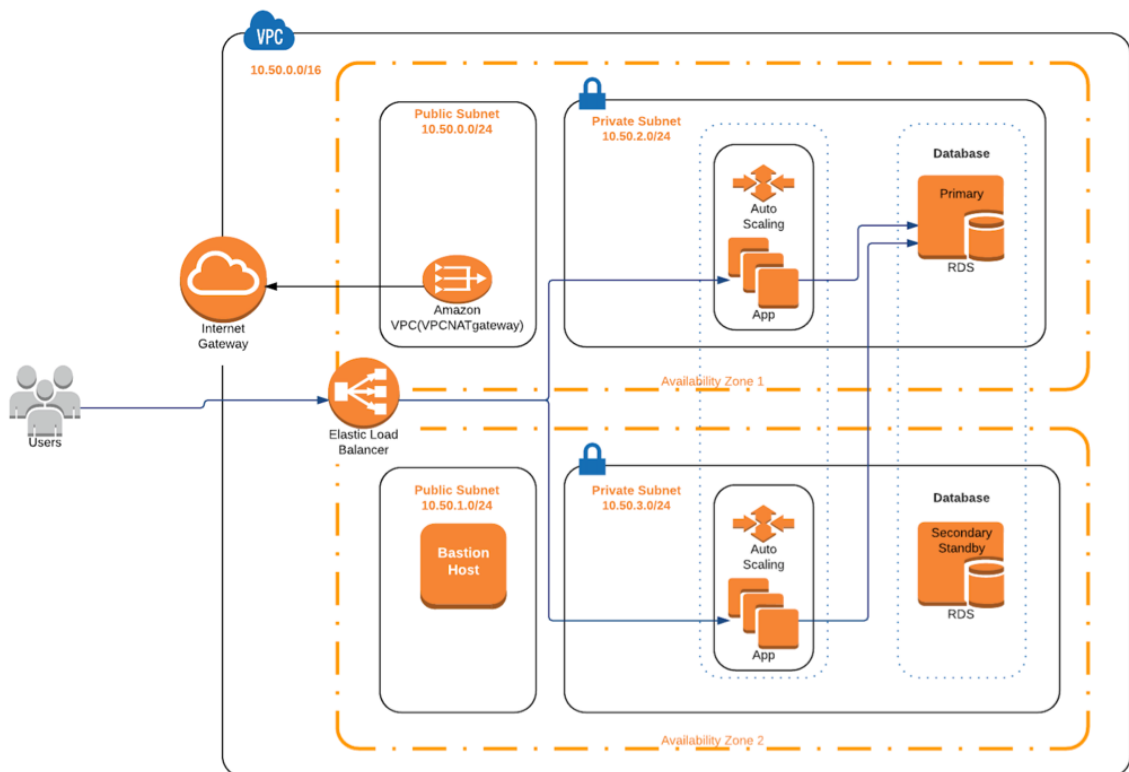 VPC
10.50.0.0/16
Public Subnet
10.50.0.0/24
Private Subnet
10.50.2.0/24
Database
Primary
RDS
Auto
Scaling
App
Amazon
VPC(VPCNATgateway)
Internet
Gateway
Availability Zone 1
Users
Elastic Load
Balancer
Public Subnet
10.50.1.0/24
Bastion
Host
Private Subnet
10.50.3.0/24
Auto
Scaling
App
Database
Secondary
Standby
RDS
Availability Zone 2